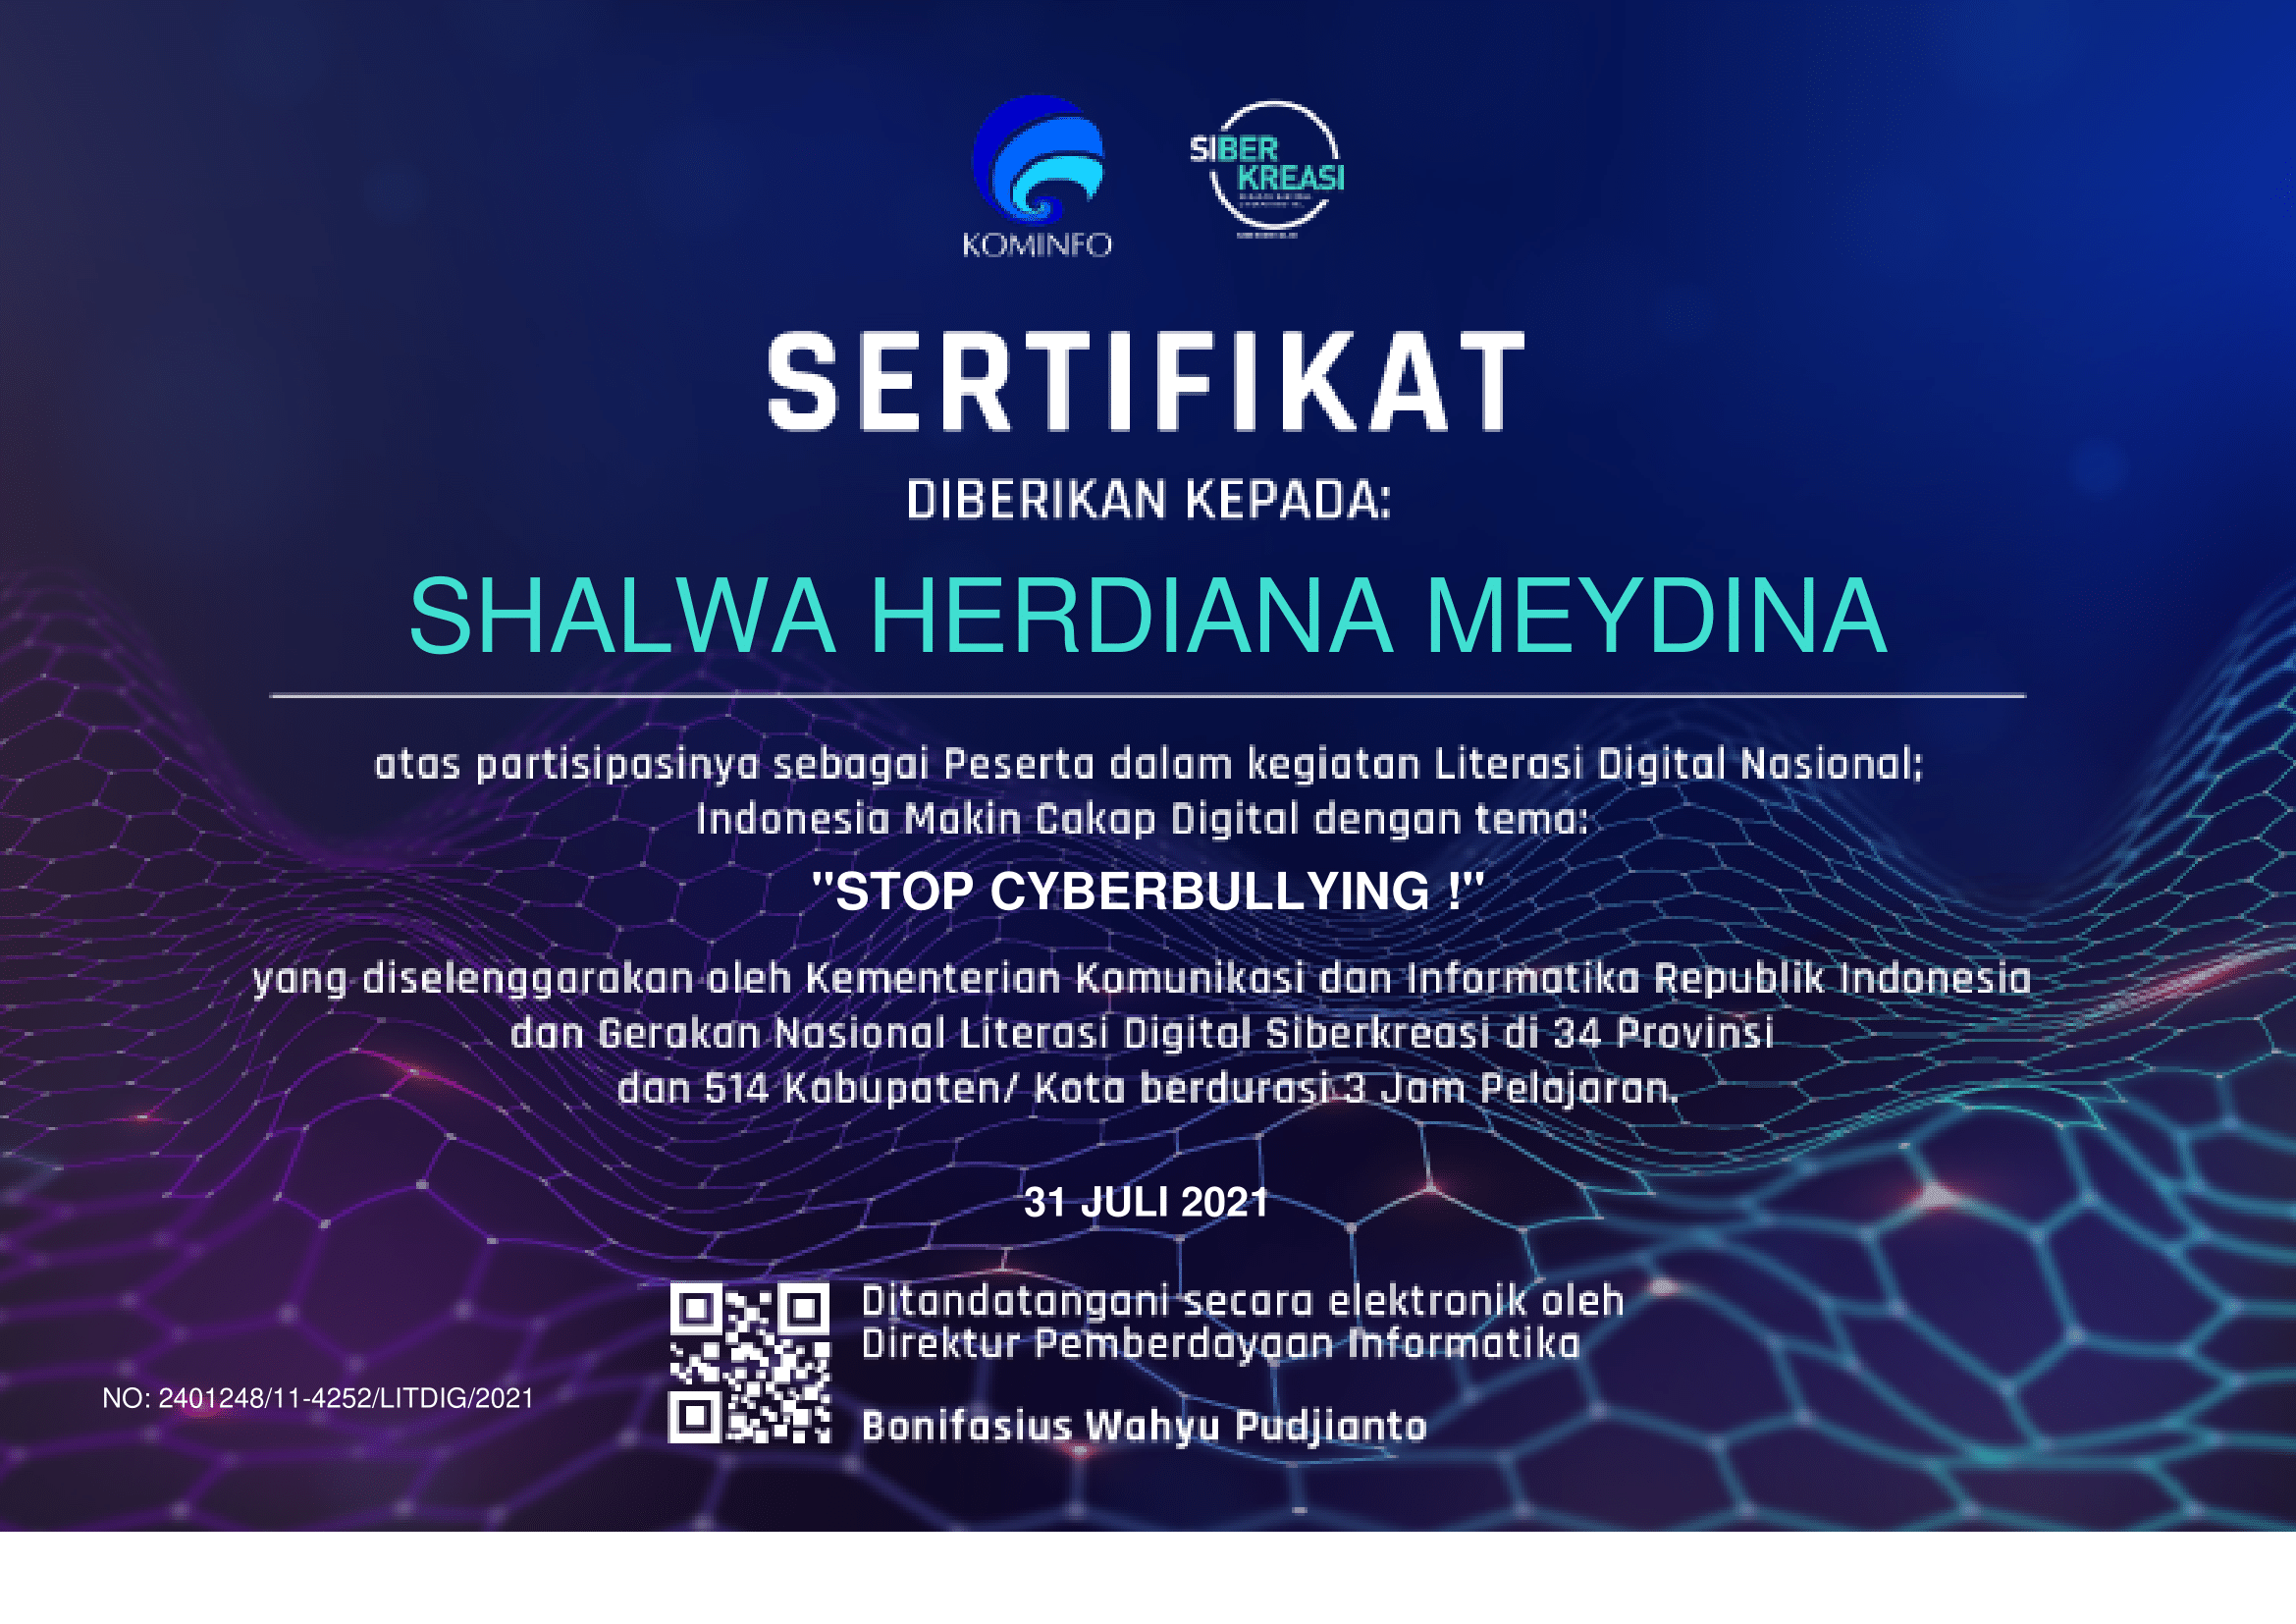 KOMINFO
SIBER
KREASI
SERTIFIKAT
DIBERIKAN KEPADA:
SHALWA HERDIANA MEYDINA
atas partisipasinya sebagai Peserta dalam kegiatan Literasi Digital Nasional;
Indonesia Makin Cakap Digital dengan tema:
"STOP CYBERBULLYING !"
yang diselenggarakan oleh Kementerian Komunikasi dan Informatika Republik Indonesia
dan Gerakan Nasional Literasi Digital Siberkreasi di 34 Provinsi
dan 514 Kabupaten/ Kota berdurasi 3 Jam Pelajaran.
31 JULI 2021
Ditandatangani secara elektronik oleh
Direktur Pemberdayaan Informatika
NO: 2401248/11-4252/LITDIG/2021
Bonifasius Wahyu Pudjianto